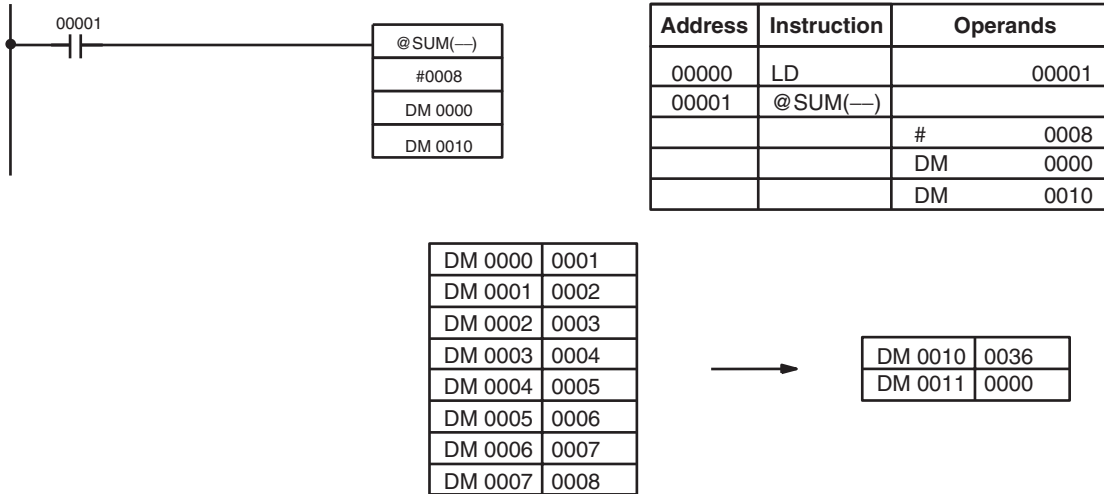 00001
@SUM(––)
#0008
DM 0000
DM 0010
Address Instruction Operands
00000 LD 00001
00001 @SUM(––)
# 0008
DM 0000
DM 0010
DM 0000 0001
DM 0001 0002
DM 0002 0003
DM 0003 0004
DM 0004 0005
DM 0005 0006
DM 0006 0007
DM 0007 0008
DM 0010 0036
DM 0011 0000